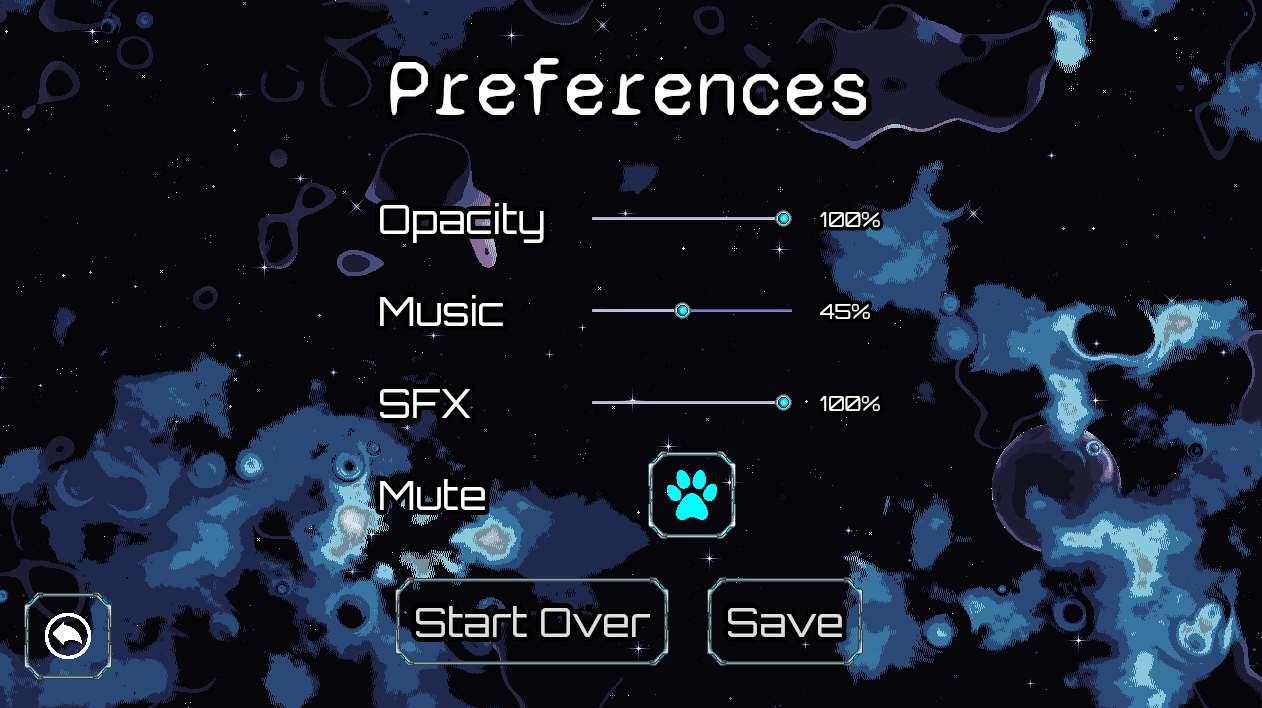 Preferences
Opacity 100%
Music 45%
SFX 100%
Mute
Start Over Save